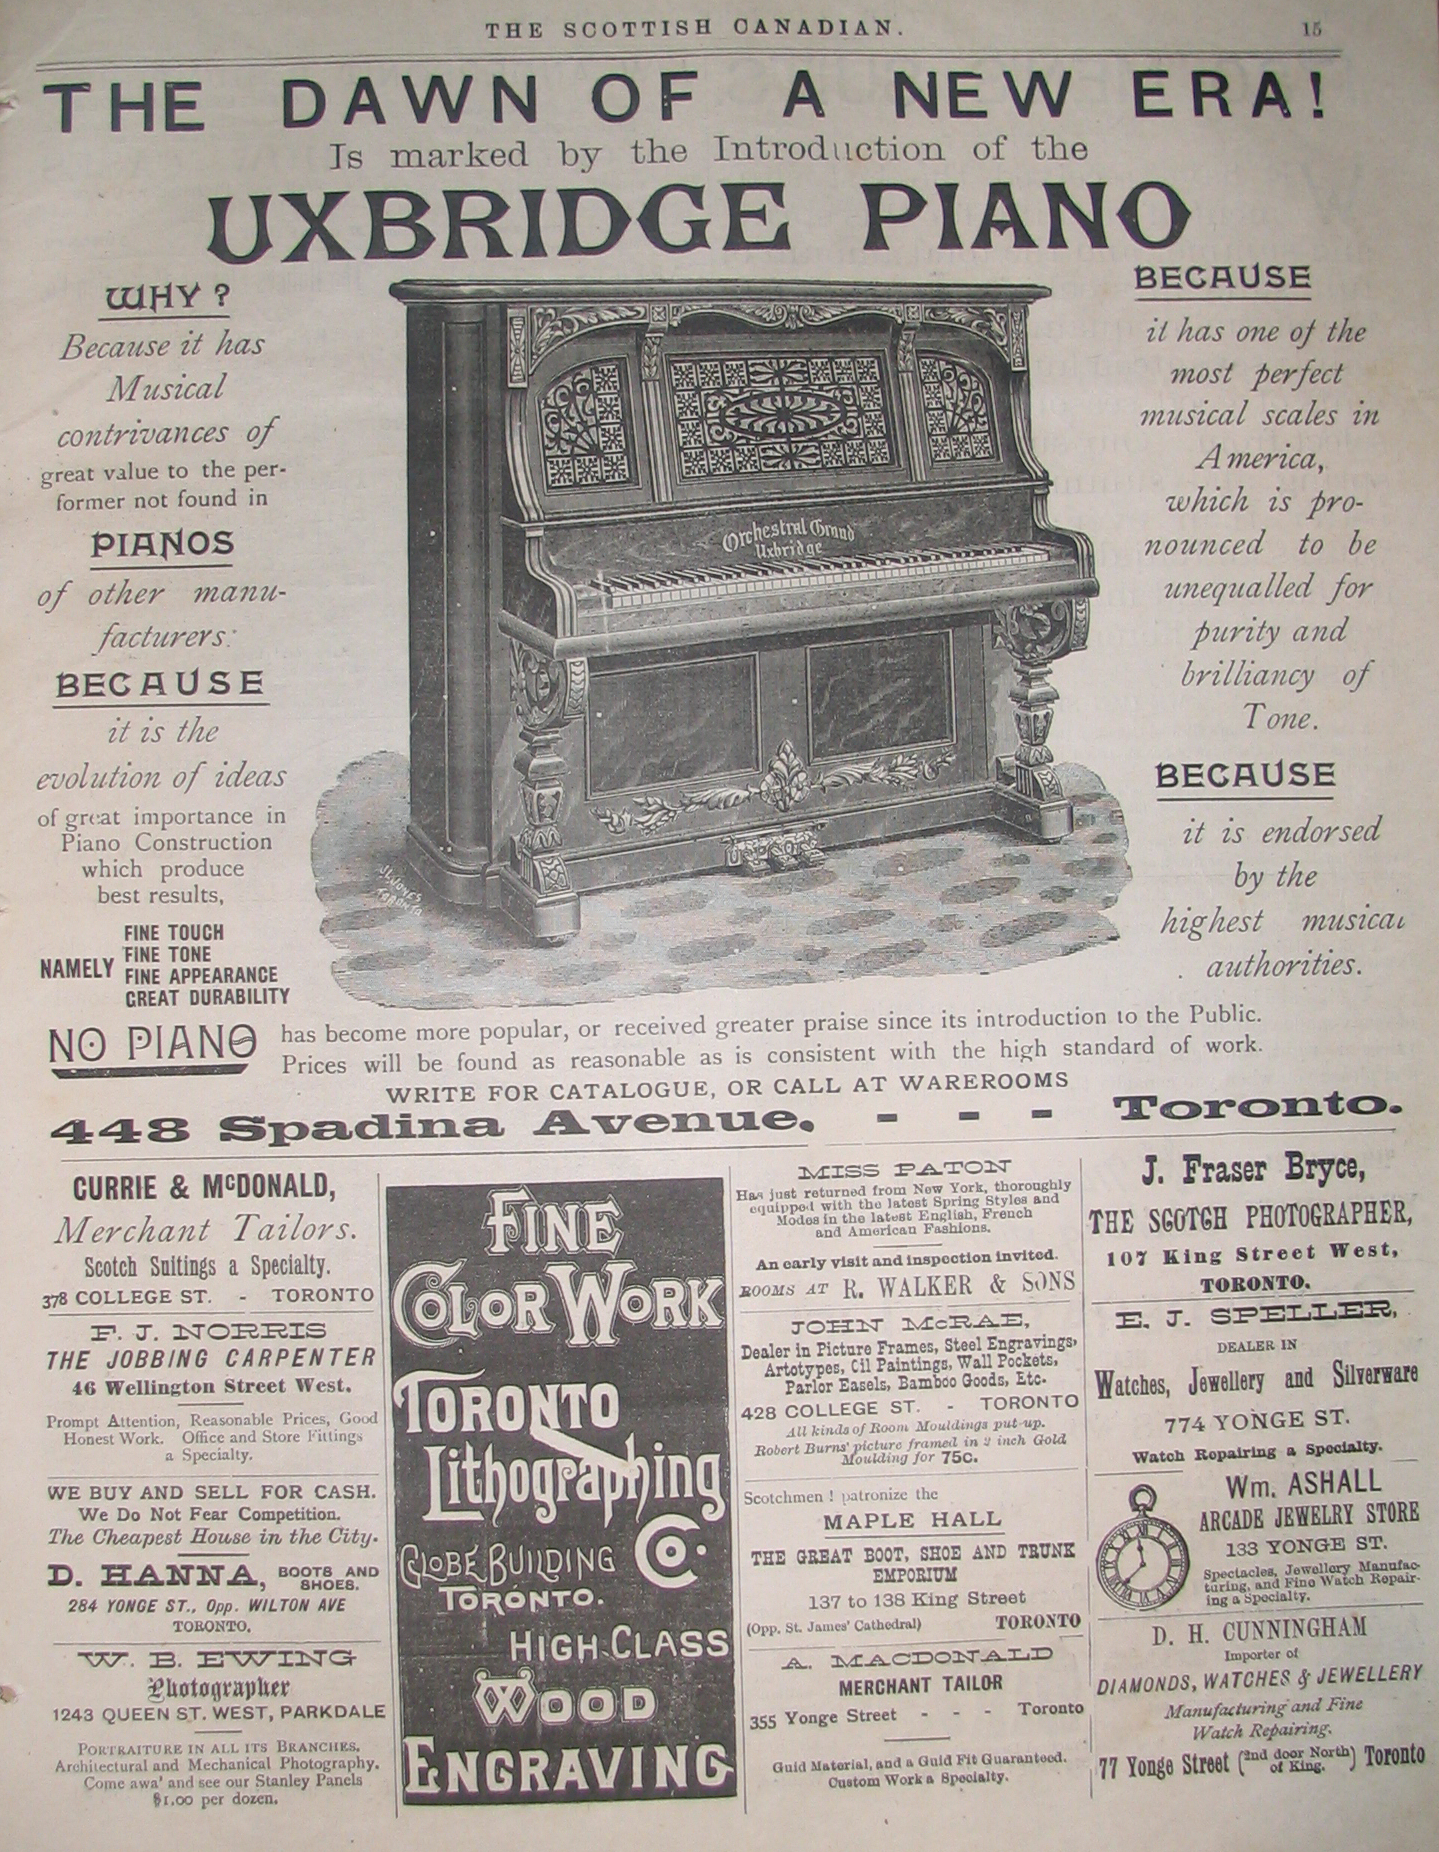 THE SCOTTISH CANADIAN.
15
THE DAWN OF A NEW ERA!
Is marked by the Introduction of the
UXBRIDGE PIANO
WHY?
Because it has
Musical
contrivances of
great value to the per-
former not found in
PIANOS
of other manu-
facturers:
BECAUSE
it is the
evolution of ideas
of great importance in
Piano Construction
which produce
best results,
NAMELY
FINE TOUCH
FINE TONE
FINE APPEARANCE
GREAT DURABILITY
Orchestral Grand
Uxbridge
J.L. JONES
TORONTO
BECAUSE
it has one of the
most perfect
musical scales in
America,
which is pro-
nounced to be
unequalled for
purity and
brilliancy of
Tone.
BECAUSE
it is endorsed
by the
highest musical
authorities.
NO PIANO
has become more popular, or received greater praise since its introduction to the Public.
Prices will be found as reasonable as is consistent with the high standard of work.
WRITE FOR CATALOGUE, OR CALL AT WAREROOMS
448 Spadina Avenue. - - - Toronto.
CURRIE & McDONALD,
Merchant Tailors.
Scotch Suitings a Specialty.
378 COLLEGE ST. - TORONTO
F. J. NORRIS
THE JOBBING CARPENTER
46 Wellington Street West.
Prompt Attention, Reasonable Prices, Good
Honest Work. Office and Store Fittings
a Specialty.
WE BUY AND SELL FOR CASH.
We Do Not Fear Competition.
The Cheapest House in the City.
D. HANNA, BOOTS AND
SHOES.
284 YONGE ST., Opp. WILTON AVE
TORONTO.
W. B. EWING
Photographer
1243 QUEEN ST. WEST, PARKDALE
PORTRAITURE IN ALL ITS BRANCHES.
Architectural and Mechanical Photography.
Come awa' and see our Stanley Panels
$1.00 per dozen.
FINE
COLOR WORK
TORONTO
Lithographing
CO.
GLOBE BUILDING
TORONTO.
HIGH-CLASS
WOOD
ENGRAVING
MISS PATON
Has just returned from New York, thoroughly
equipped with the latest Spring Styles and
Modes in the latest English, French
and American Fashions.
An early visit and inspection invited.
ROOMS AT R. WALKER & SONS
JOHN McRAE,
Dealer in Picture Frames, Steel Engravings,
Artotypes, Oil Paintings, Wall Pockets,
Parlor Easels, Bamboo Goods, Etc.
428 COLLEGE ST. - TORONTO
All kinds of Room Mouldings put up.
Robert Burns' picture framed in 2 inch Gold
Moulding for 75c.
Scotchmen! patronize the
MAPLE HALL
THE GREAT BOOT, SHOE AND TRUNK
EMPORIUM
137 to 138 King Street
(Opp. St. James' Cathedral) TORONTO
A. MACDONALD
MERCHANT TAILOR
355 Yonge Street - - - Toronto
Guid Material, and a Guid Fit Guaranteed.
Custom Work a Specialty.
J. Fraser Bryce,
THE SCOTCH PHOTOGRAPHER,
107 King Street West,
TORONTO.
E. J. SPELLER,
DEALER IN
Watches, Jewellery and Silverware
774 YONGE ST.
Watch Repairing a Specialty.
Wm. ASHALL
ARCADE JEWELRY STORE
133 YONGE ST.
Spectacles, Jewellery Manufac-
turing, and Fine Watch Repair-
ing a Specialty.
D. H. CUNNINGHAM
Importer of
DIAMONDS, WATCHES & JEWELLERY
Manufacturing and Fine
Watch Repairing.
77 Yonge Street (2nd door North of King.) Toronto